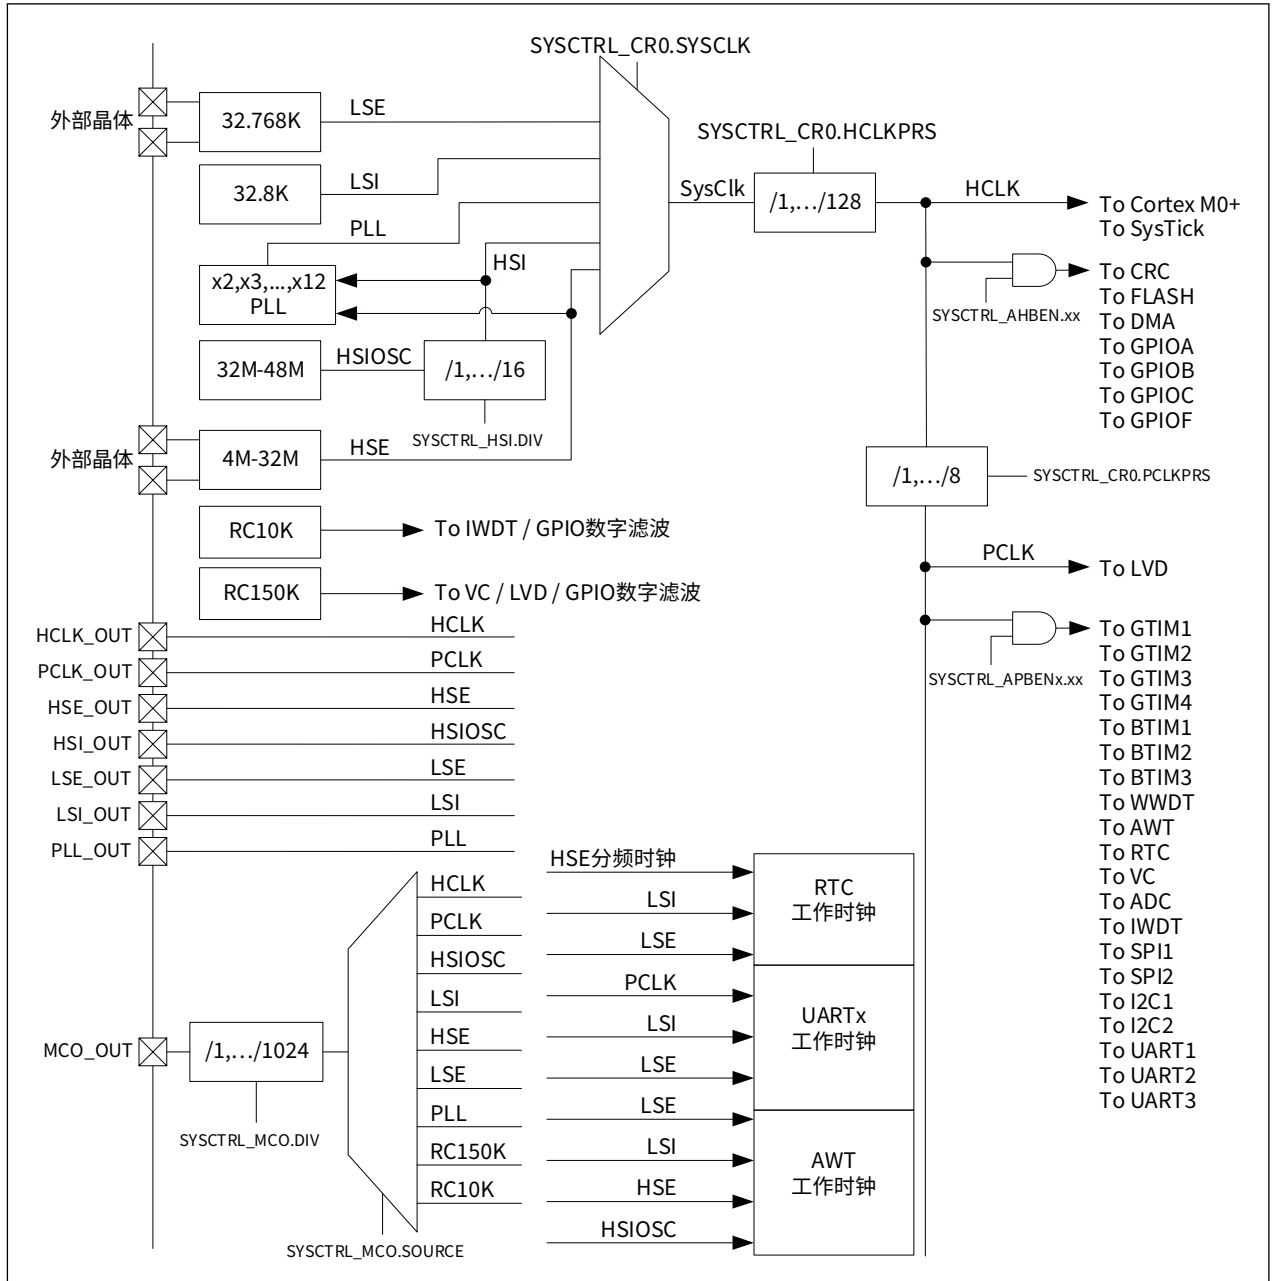 SYSCTRL_CR0.SYSCLK
外部晶体
32.768K
LSE
SYSCTRL_CR0.HCLKPRS
32.8K
LSI
SysClk
/1,.../128
HCLK
To Cortex M0+
To SysTick
PLL
HSI
x2,x3,...,x12
PLL
To CRC
To FLASH
To DMA
To GPIOA
To GPIOB
To GPIOC
To GPIOF
SYSCTRL_AHBEN.xx
32M-48M
HSIOSC
/1,.../16
SYSCTRL_HSI.DIV
外部晶体
4M-32M
HSE
/1,.../8
SYSCTRL_CR0.PCLKPRS
RC10K
To IWDT / GPIO数字滤波
RC150K
To VC / LVD / GPIO数字滤波
PCLK
To LVD
HCLK_OUT
HCLK
PCLK_OUT
PCLK
HSE_OUT
HSE
HSI_OUT
HSIOSC
LSE_OUT
LSE
LSI_OUT
LSI
PLL_OUT
PLL
SYSCTRL_APBENx.xx
To GTIM1
To GTIM2
To GTIM3
To GTIM4
To BTIM1
To BTIM2
To BTIM3
To WWDT
To AWT
To RTC
To VC
To ADC
To IWDT
To SPI1
To SPI2
To I2C1
To I2C2
To UART1
To UART2
To UART3
MCO_OUT
/1,.../1024
SYSCTRL_MCO.DIV
HCLK
PCLK
HSIOSC
LSI
HSE
LSE
PLL
RC150K
RC10K
SYSCTRL_MCO.SOURCE
HSE分频时钟
LSI
LSE
RTC
工作时钟
PCLK
LSI
LSE
UARTx
工作时钟
LSE
LSI
HSE
HSIOSC
AWT
工作时钟